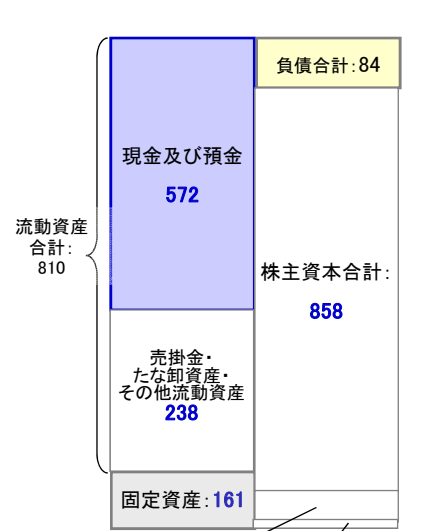 負債合計:84
現金及び預金
572
流動資産
合計:
810
株主資本合計:
858
売掛金・
たな卸資産・
その他流動資産
238
固定資産:161